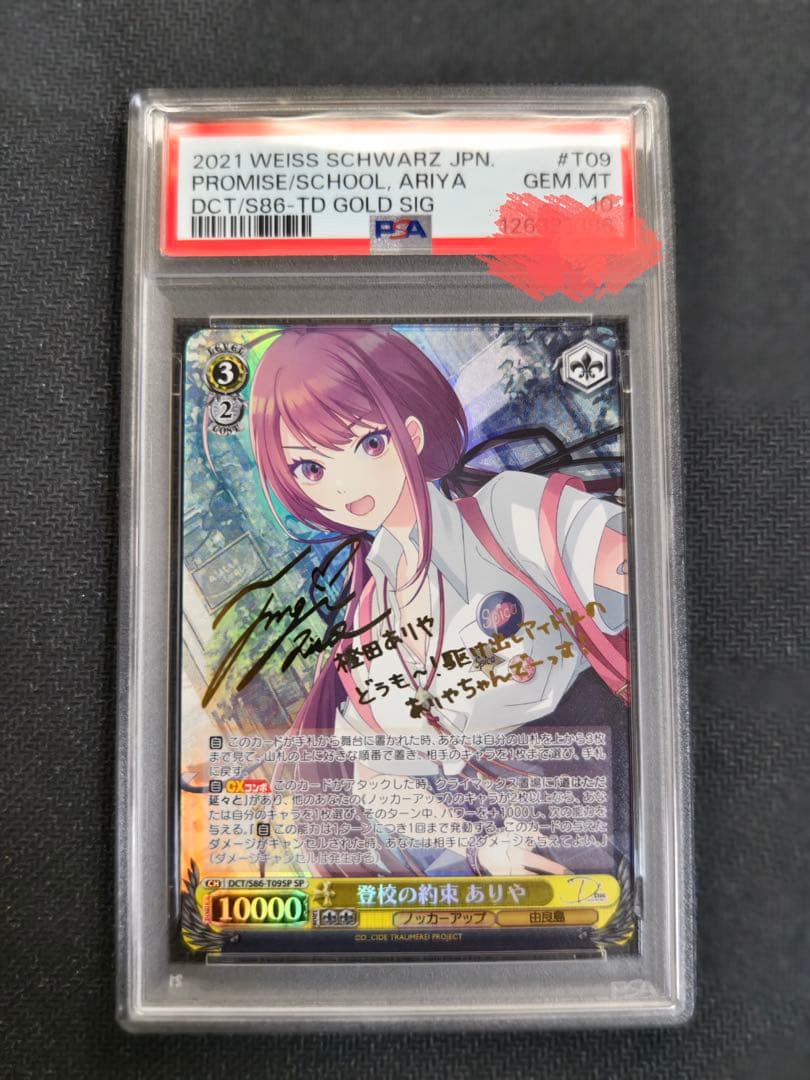 2021 WEISS SCHWARZ JPN. #T09
PROMISE/SCHOOL, ARIYA GEM MT
DCT/S86-TD GOLD SIG 10
PSA
LEVEL
3
2
COST
Spica
Spica
橙田ありや
どうも〜!駆け出しアイドルの
ありやちゃんでーっす!
自 このカードが手札から舞台に置かれた時、あなたは自分の山札を上から3枚
まで見て、山札の上に好きな順番で置き、相手のキャラを1枚まで選び、手札
に戻す。
自 CXコンボ このカードがアタックした時、クライマックス置場に「道はただ
延々と」があり、他のあなたの《ノッカーアップ》のキャラが2枚以上なら、あな
たは自分のキャラを1枚選び、そのターン中、パワーを+1000し、次の能力
を与える。『自 この能力は1ターンにつき1回まで発動する。このカードの与えた
ダメージがキャンセルされた時、あなたは相手に2ダメージを与えてよい。』
(ダメージキャンセルは発生する)
CH DCT/S86-T09SP SP
登校の約束 ありや
10000
ノッカーアップ 由良島
©D_CIDE TRAUMEREI PROJECT
PSA